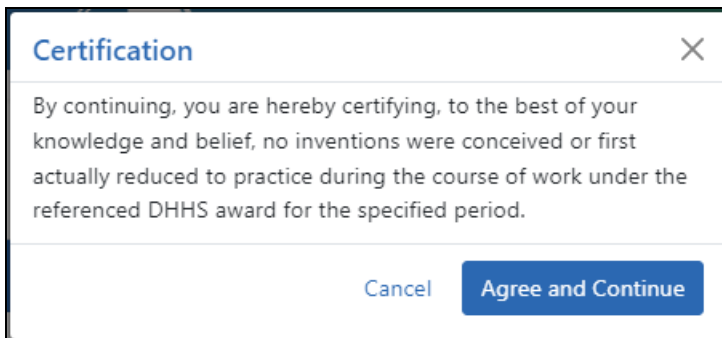 Certification
By continuing, you are hereby certifying, to the best of your
knowledge and belief, no inventions were conceived or first
actually reduced to practice during the course of work under the
referenced DHHS award for the specified period.
Cancel
Agree and Continue